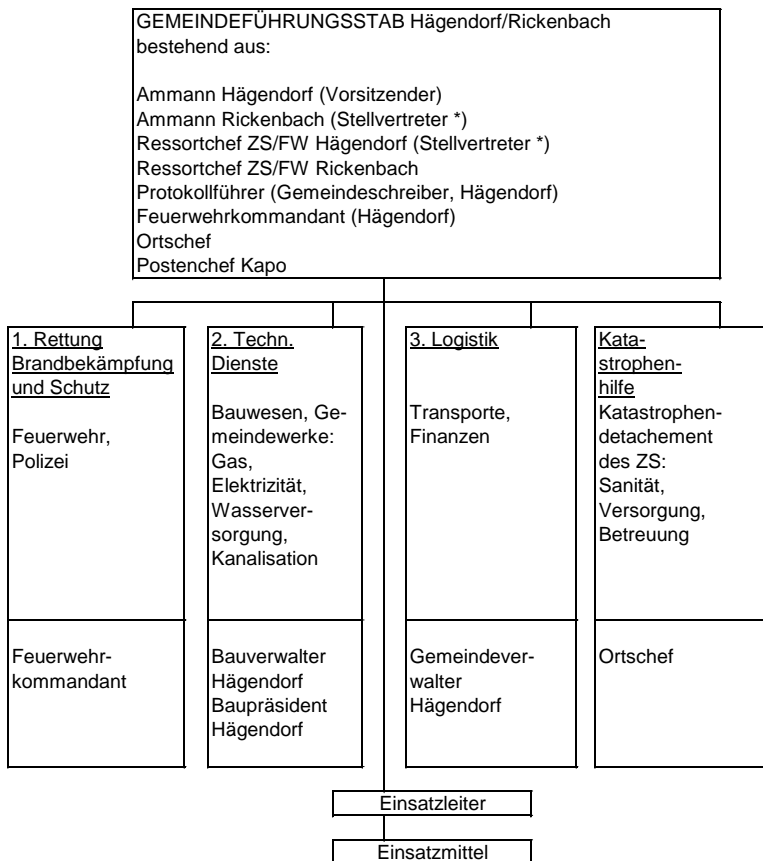 GEMEINDEFÜHRUNGSSTAB Hägendorf/Rickenbach
bestehend aus:
Ammann Hägendorf (Vorsitzender)
Ammann Rickenbach (Stellvertreter *)
Ressortchef ZS/FW Hägendorf (Stellvertreter *)
Ressortchef ZS/FW Rickenbach
Protokollführer (Gemeindeschreiber, Hägendorf)
Feuerwehrkommandant (Hägendorf)
Ortschef
Postenchef Kapo
1. Rettung
Brandbekämpfung
und Schutz
Feuerwehr,
Polizei
Feuerwehr-
kommandant
2. Techn.
Dienste
Bauwesen, Ge-
meindewerke:
Gas,
Elektrizität,
Wasserver-
sorgung,
Kanalisation
Bauverwalter
Hägendorf
Baupräsident
Hägendorf
3. Logistik
Transporte,
Finanzen
Gemeindever-
walter
Hägendorf
Kata-
strophen-
hilfe
Katastrophen-
detachement
des ZS:
Sanität,
Versorgung,
Betreuung
Ortschef
Einsatzleiter
Einsatzmittel